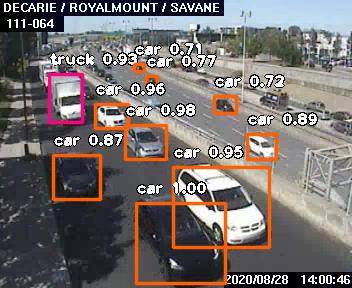 DECARIE / ROYALMOUNT / SAVANE
111-064
car 0.71
truck 0.93
car 0.77
car 0.96
car 0.72
car 0.98
car 0.89
car 0.87
car 0.95
car 1.00
2020/08/28 14:00:46